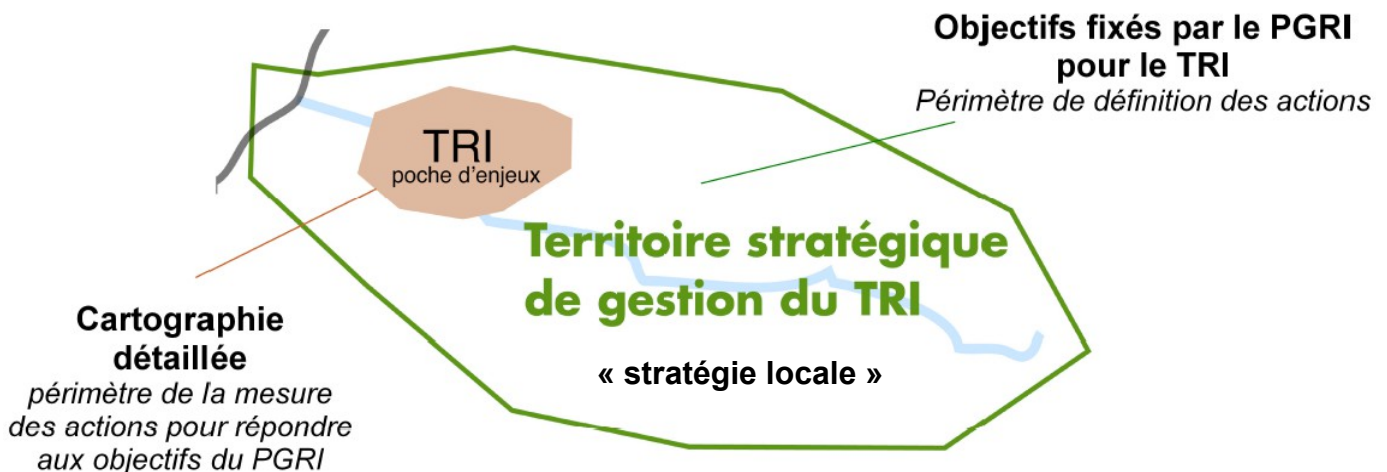 Objectifs fixés par le PGRI
pour le TRI
Périmètre de définition des actions
TRI
poche d'enjeux
Territoire stratégique
de gestion du TRI
« stratégie locale »
Cartographie
détaillée
périmètre de la mesure
des actions pour répondre
aux objectifs du PGRI